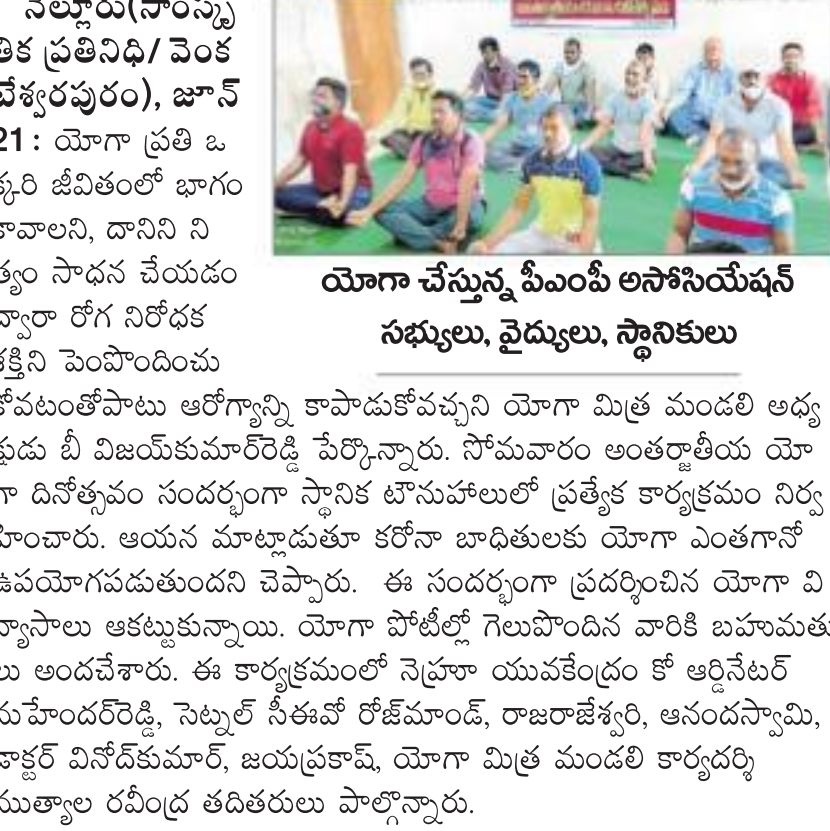 నెల్లూరు(సాంస్కృ
తిక ప్రతినిధి/ వెంక
టేశ్వరపురం), జూన్
21 : యోగా ప్రతి ఒ
క్కరి జీవితంలో భాగం
కావాలని, దానిని ని
త్యం సాధన చేయడం
ద్వారా రోగ నిరోధక
శక్తిని పెంపొందించు
యోగా చేస్తున్న పీఎంపీ అసోసియేషన్
సభ్యులు, వైద్యులు, స్థానికులు
కోవటంతోపాటు ఆరోగ్యాన్ని కాపాడుకోవచ్చని యోగా మిత్ర మండలి అధ్య
క్షుడు బీ విజయ్‌కుమార్‌రెడ్డి పేర్కొన్నారు. సోమవారం అంతర్జాతీయ యో
గా దినోత్సవం సందర్భంగా స్థానిక టౌనుహాలులో ప్రత్యేక కార్యక్రమం నిర్వ
హించారు. ఆయన మాట్లాడుతూ కరోనా బాధితులకు యోగా ఎంతగానో
ఉపయోగపడుతుందని చెప్పారు. ఈ సందర్భంగా ప్రదర్శించిన యోగా వి
న్యాసాలు ఆకట్టుకున్నాయి. యోగా పోటీల్లో గెలుపొందిన వారికి బహుమతు
లు అందచేశారు. ఈ కార్యక్రమంలో నెహ్రూ యువకేంద్రం కో ఆర్డినేటర్
మహేందర్‌రెడ్డి, సెట్నల్ సీఈవో రోజ్‌మాండ్, రాజరాజేశ్వరి, ఆనందస్వామి,
డాక్టర్ వినోద్‌కుమార్, జయప్రకాష్, యోగా మిత్ర మండలి కార్యదర్శి
ముత్యాల రవీంద్ర తదితరులు పాల్గొన్నారు.